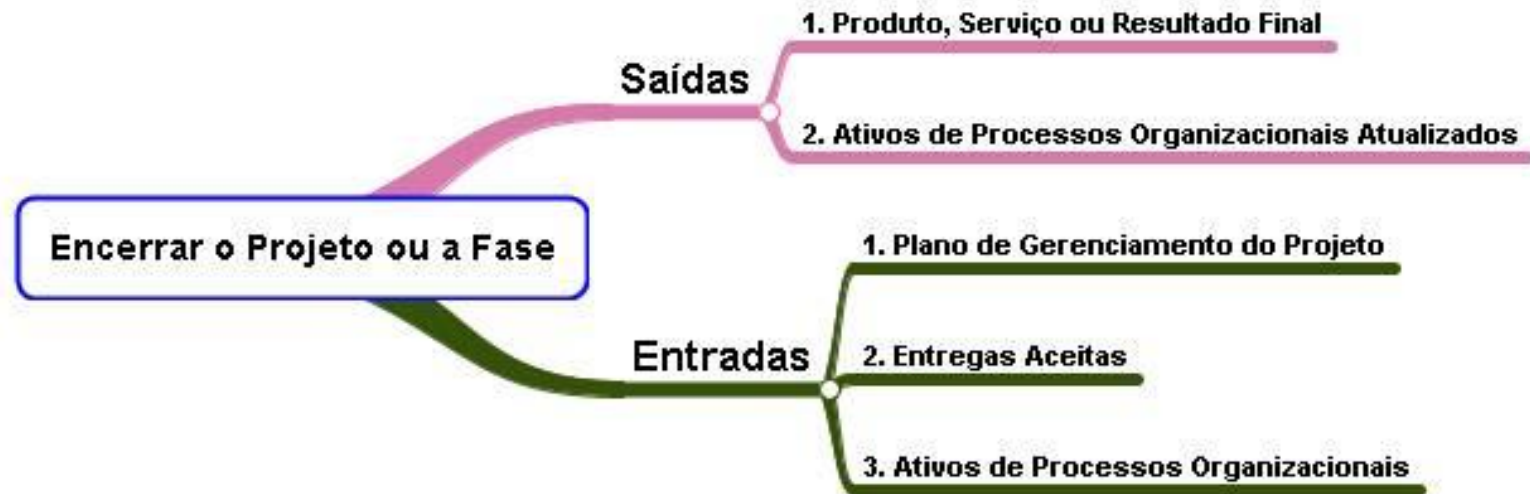 1. Produto, Serviço ou Resultado Final
Saídas
2. Ativos de Processos Organizacionais Atualizados
Encerrar o Projeto ou a Fase
1. Plano de Gerenciamento do Projeto
Entradas
2. Entregas Aceitas
3. Ativos de Processos Organizacionais